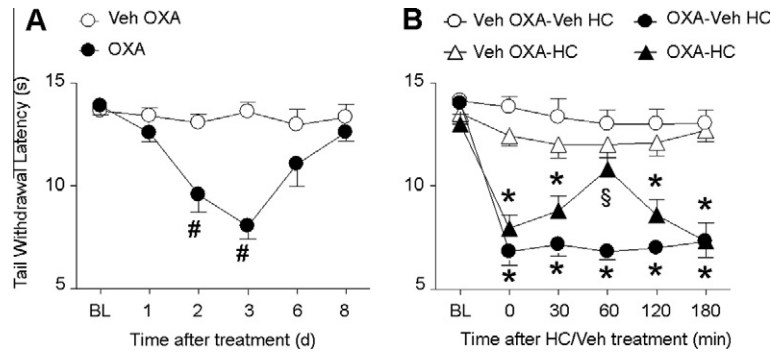 A
Veh OXA
OXA
Tail Withdrawal Latency (s)
15
10
5
#
#
BL 1 2 3 6 8
Time after treatment (d)
B
Veh OXA-Veh HC
OXA-Veh HC
Veh OXA-HC
OXA-HC
15
10
5
* * * *
§
* * * * *
BL 0 30 60 120 180
Time after HC/Veh treatment (min)